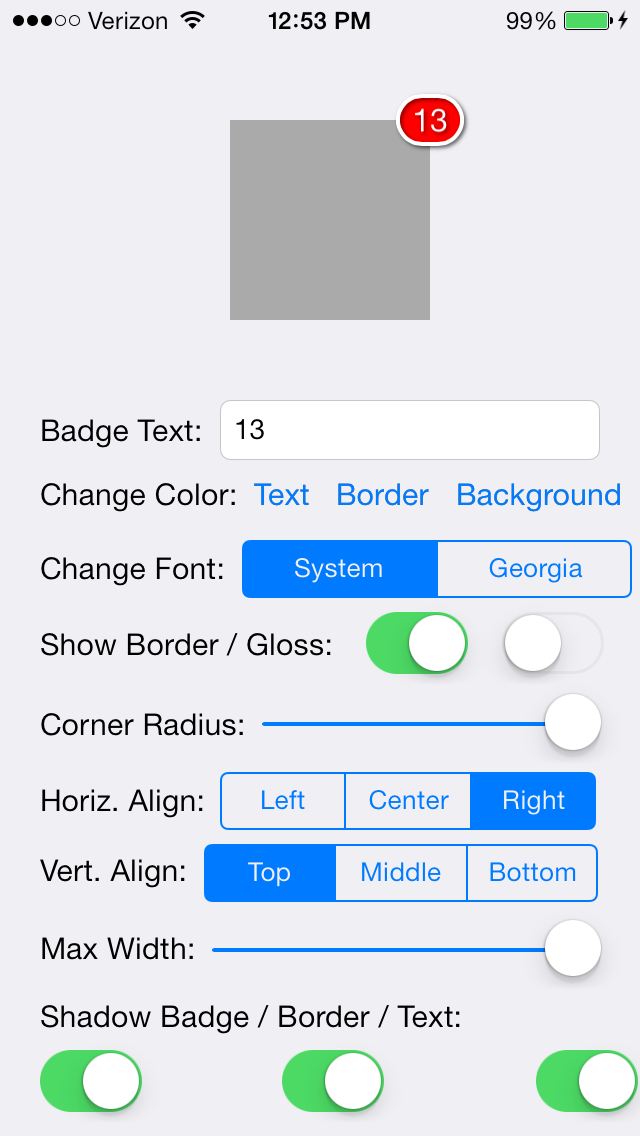 Verizon 12:53 PM 99%
13
Badge Text: 13
Change Color: Text Border Background
Change Font: System Georgia
Show Border / Gloss:
Corner Radius:
Horiz. Align: Left Center Right
Vert. Align: Top Middle Bottom
Max Width:
Shadow Badge / Border / Text: